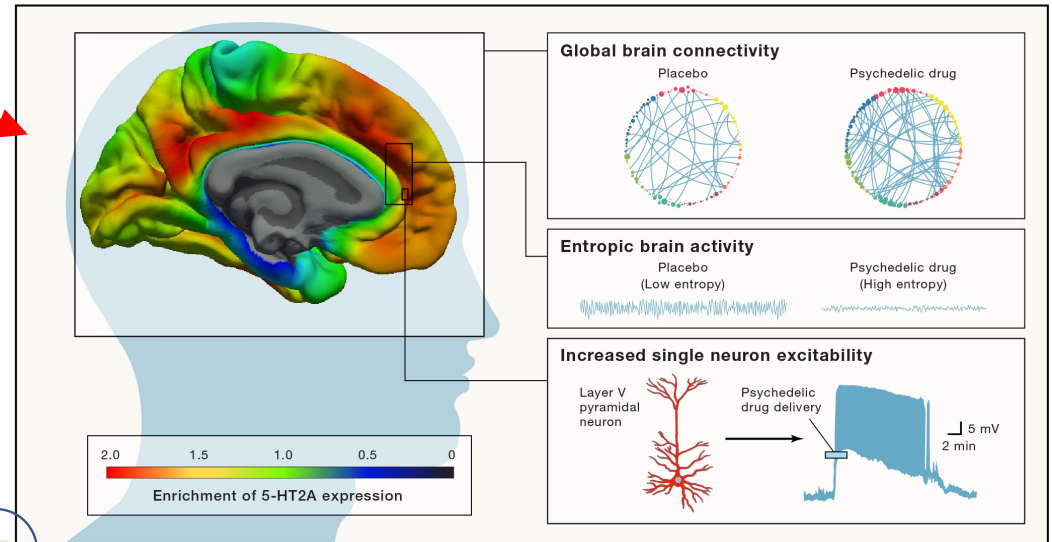 Global brain connectivity
Placebo
Psychedelic drug
Entropic brain activity
Placebo
(Low entropy)
Psychedelic drug
(High entropy)
Increased single neuron excitability
Layer V
pyramidal
neuron
Psychedelic
drug delivery
5 mV
2 min
2.0 1.5 1.0 0.5 0
Enrichment of 5-HT2A expression